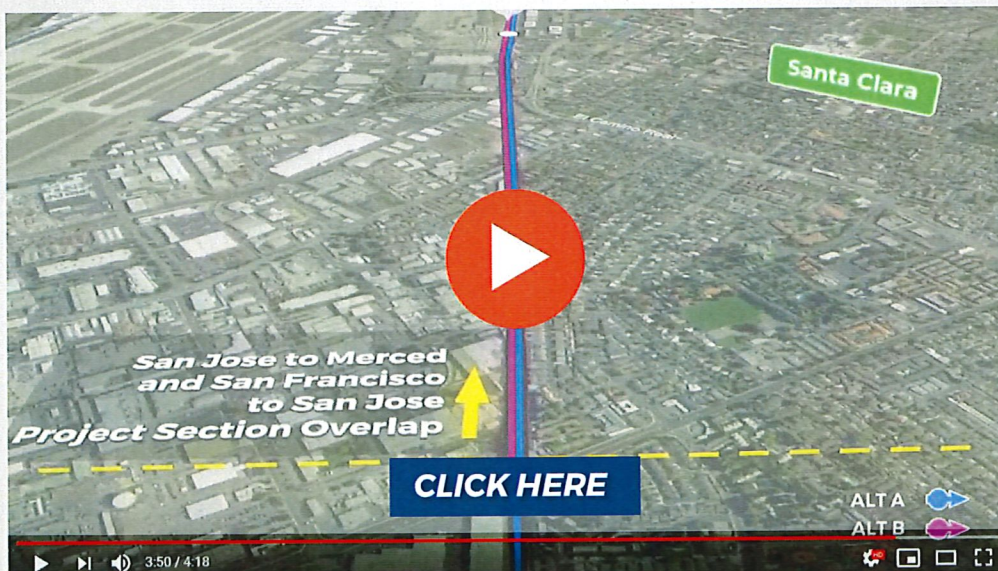 Santa Clara
San Jose to Merced
and San Francisco
to San Jose
Project Section Overlap
CLICK HERE
ALT A
ALT B
3:50 / 4:18
HD